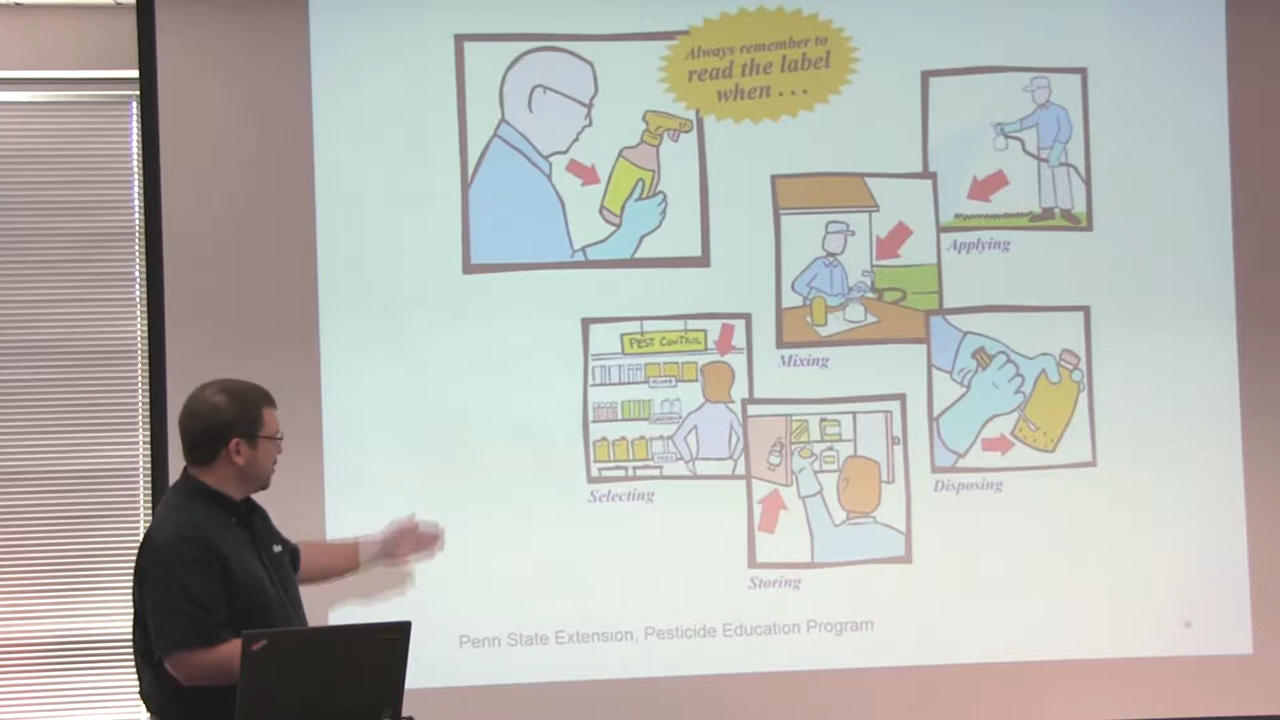 Always remember to
read the label
when . . .
Applying
Mixing
PEST CONTROL
Selecting
Disposing
Storing
Penn State Extension, Pesticide Education Program